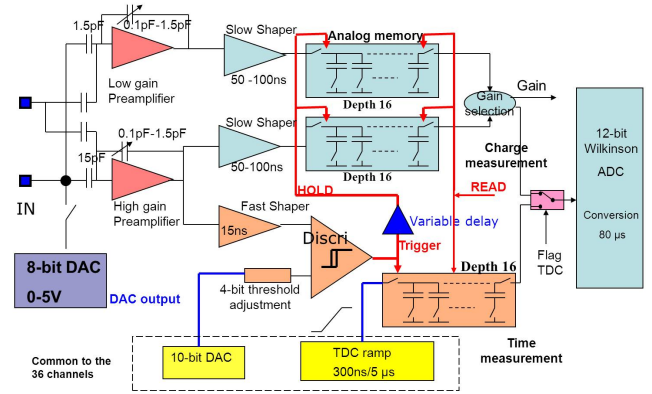 1.5pF
0.1pF-1.5pF
Low gain
Preamplifier
Slow Shaper
50 -100ns
Analog memory
Depth 16
Gain
Gain
selection
Slow Shaper
50-100ns
Depth 16
0.1pF-1.5pF
15pF
High gain
Preamplifier
IN
HOLD
READ
Charge
measurement
12-bit
Wilkinson
ADC
Conversion
80 µs
Fast Shaper
15ns
Discri
Variable delay
Trigger
Flag
TDC
8-bit DAC
0-5V
DAC output
4-bit threshold
adjustment
Depth 16
Time
measurement
Common to the
36 channels
10-bit DAC
TDC ramp
300ns/5 µs